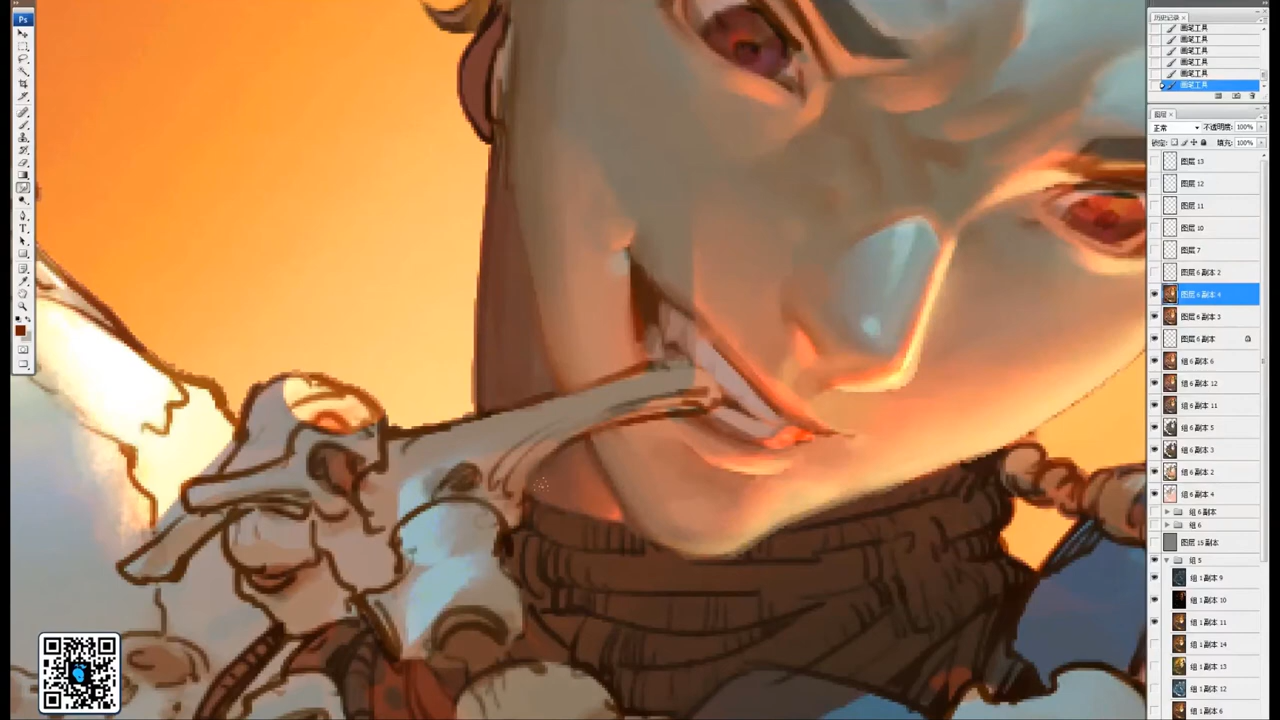 Ps
T
历史记录 ×
画笔工具
画笔工具
画笔工具
画笔工具
画笔工具
画笔工具
图层 ×
正常 不透明度: 100%
锁定: 填充: 100%
图层 13
图层 12
图层 11
图层 10
图层 7
图层 6 副本 2
图层 6 副本 4
图层 6 副本 3
图层 6 副本
组 6 副本 6
组 6 副本 12
组 6 副本 11
组 6 副本 5
组 6 副本 3
组 6 副本 2
组 6 副本 4
组 6 副本
组 6
图层 15 副本
组 5
组 1 副本 9
组 1 副本 10
组 1 副本 11
组 1 副本 14
组 1 副本 13
组 1 副本 12
组 1 副本 6